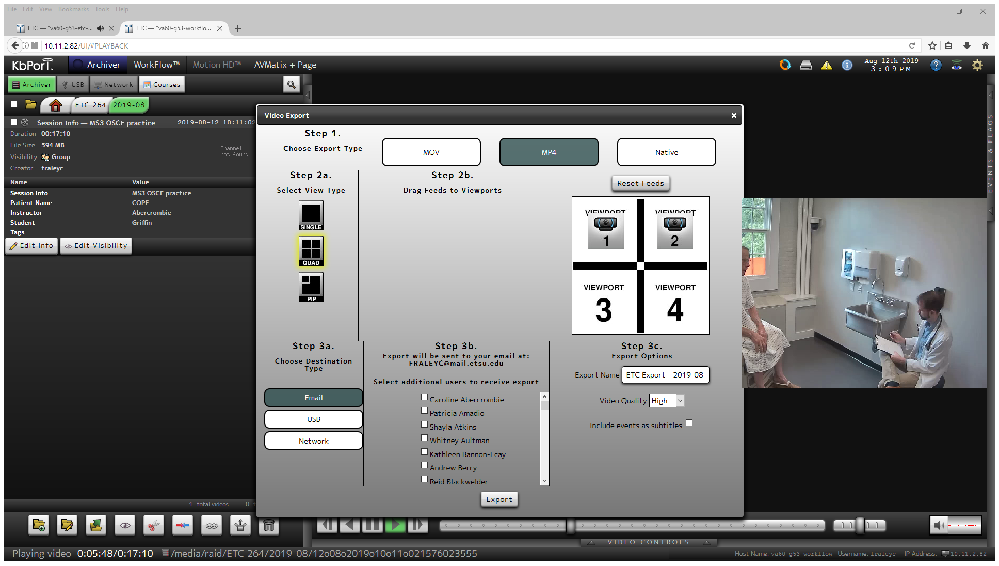 File Edit View Bookmarks Tools Help
ETC — "va60-g53-etc-...
ETC — "va60-g53-workflo...
10.11.2.82/UI/#PLAYBACK
KbPorT™
Archiver
WorkFlow™
Motion HD™
AVMatix + Page
Aug 12th 2019
3:09PM
Archiver
USB
Network
Courses
ETC 264
2019-08
Session Info — MS3 OSCE practice 2019-08-12 10:11:02
Duration 00:17:10
File Size 594 MB
Visibility Group
Creator fraleyc
Channel 1
not found
Name Value
Session Info MS3 OSCE practice
Patient Name COPE
Instructor Abercrombie
Student Griffin
Tags
Edit Info
Edit Visibility
1 total videos 0
Video Export
Step 1.
Choose Export Type
MOV
MP4
Native
Step 2a.
Select View Type
SINGLE
QUAD
PIP
Step 2b.
Drag Feeds to Viewports
Reset Feeds
VIEWPORT
1
VIEWPORT
2
VIEWPORT
3
VIEWPORT
4
Step 3a.
Choose Destination
Type
Email
USB
Network
Step 3b.
Export will be sent to your email at:
FRALEYC@mail.etsu.edu
Select additional users to receive export
Caroline Abercrombie
Patricia Amadio
Shayla Atkins
Whitney Aultman
Kathleen Bannon-Ecay
Andrew Berry
Reid Blackwelder
Step 3c.
Export Options
Export Name ETC Export - 2019-08-
Video Quality High
Include events as subtitles
Export
EVENTS & FLAGS
VIDEO CONTROLS
Playing video 0:05:48/0:17:10 /media/raid/ETC 264/2019-08/12o08o2019o10o11o021576023555
Host Name: va60-g53-workflow Username: fraleyc IP Address: 10.11.2.82